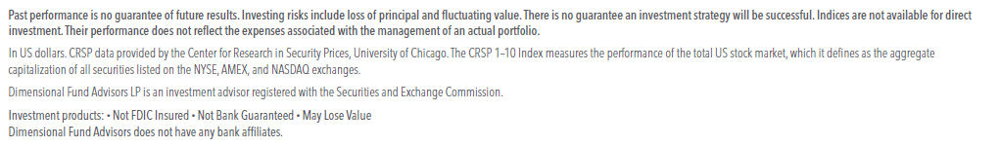 Past performance is no guarantee of future results. Investing risks include loss of principal and fluctuating value. There is no guarantee an investment strategy will be successful. Indices are not available for direct
investment. Their performance does not reflect the expenses associated with the management of an actual portfolio.
In US dollars. CRSP data provided by the Center for Research in Security Prices, University of Chicago. The CRSP 1–10 Index measures the performance of the total US stock market, which it defines as the aggregate
capitalization of all securities listed on the NYSE, AMEX, and NASDAQ exchanges.
Dimensional Fund Advisors LP is an investment advisor registered with the Securities and Exchange Commission.
Investment products: • Not FDIC Insured • Not Bank Guaranteed • May Lose Value
Dimensional Fund Advisors does not have any bank affiliates.